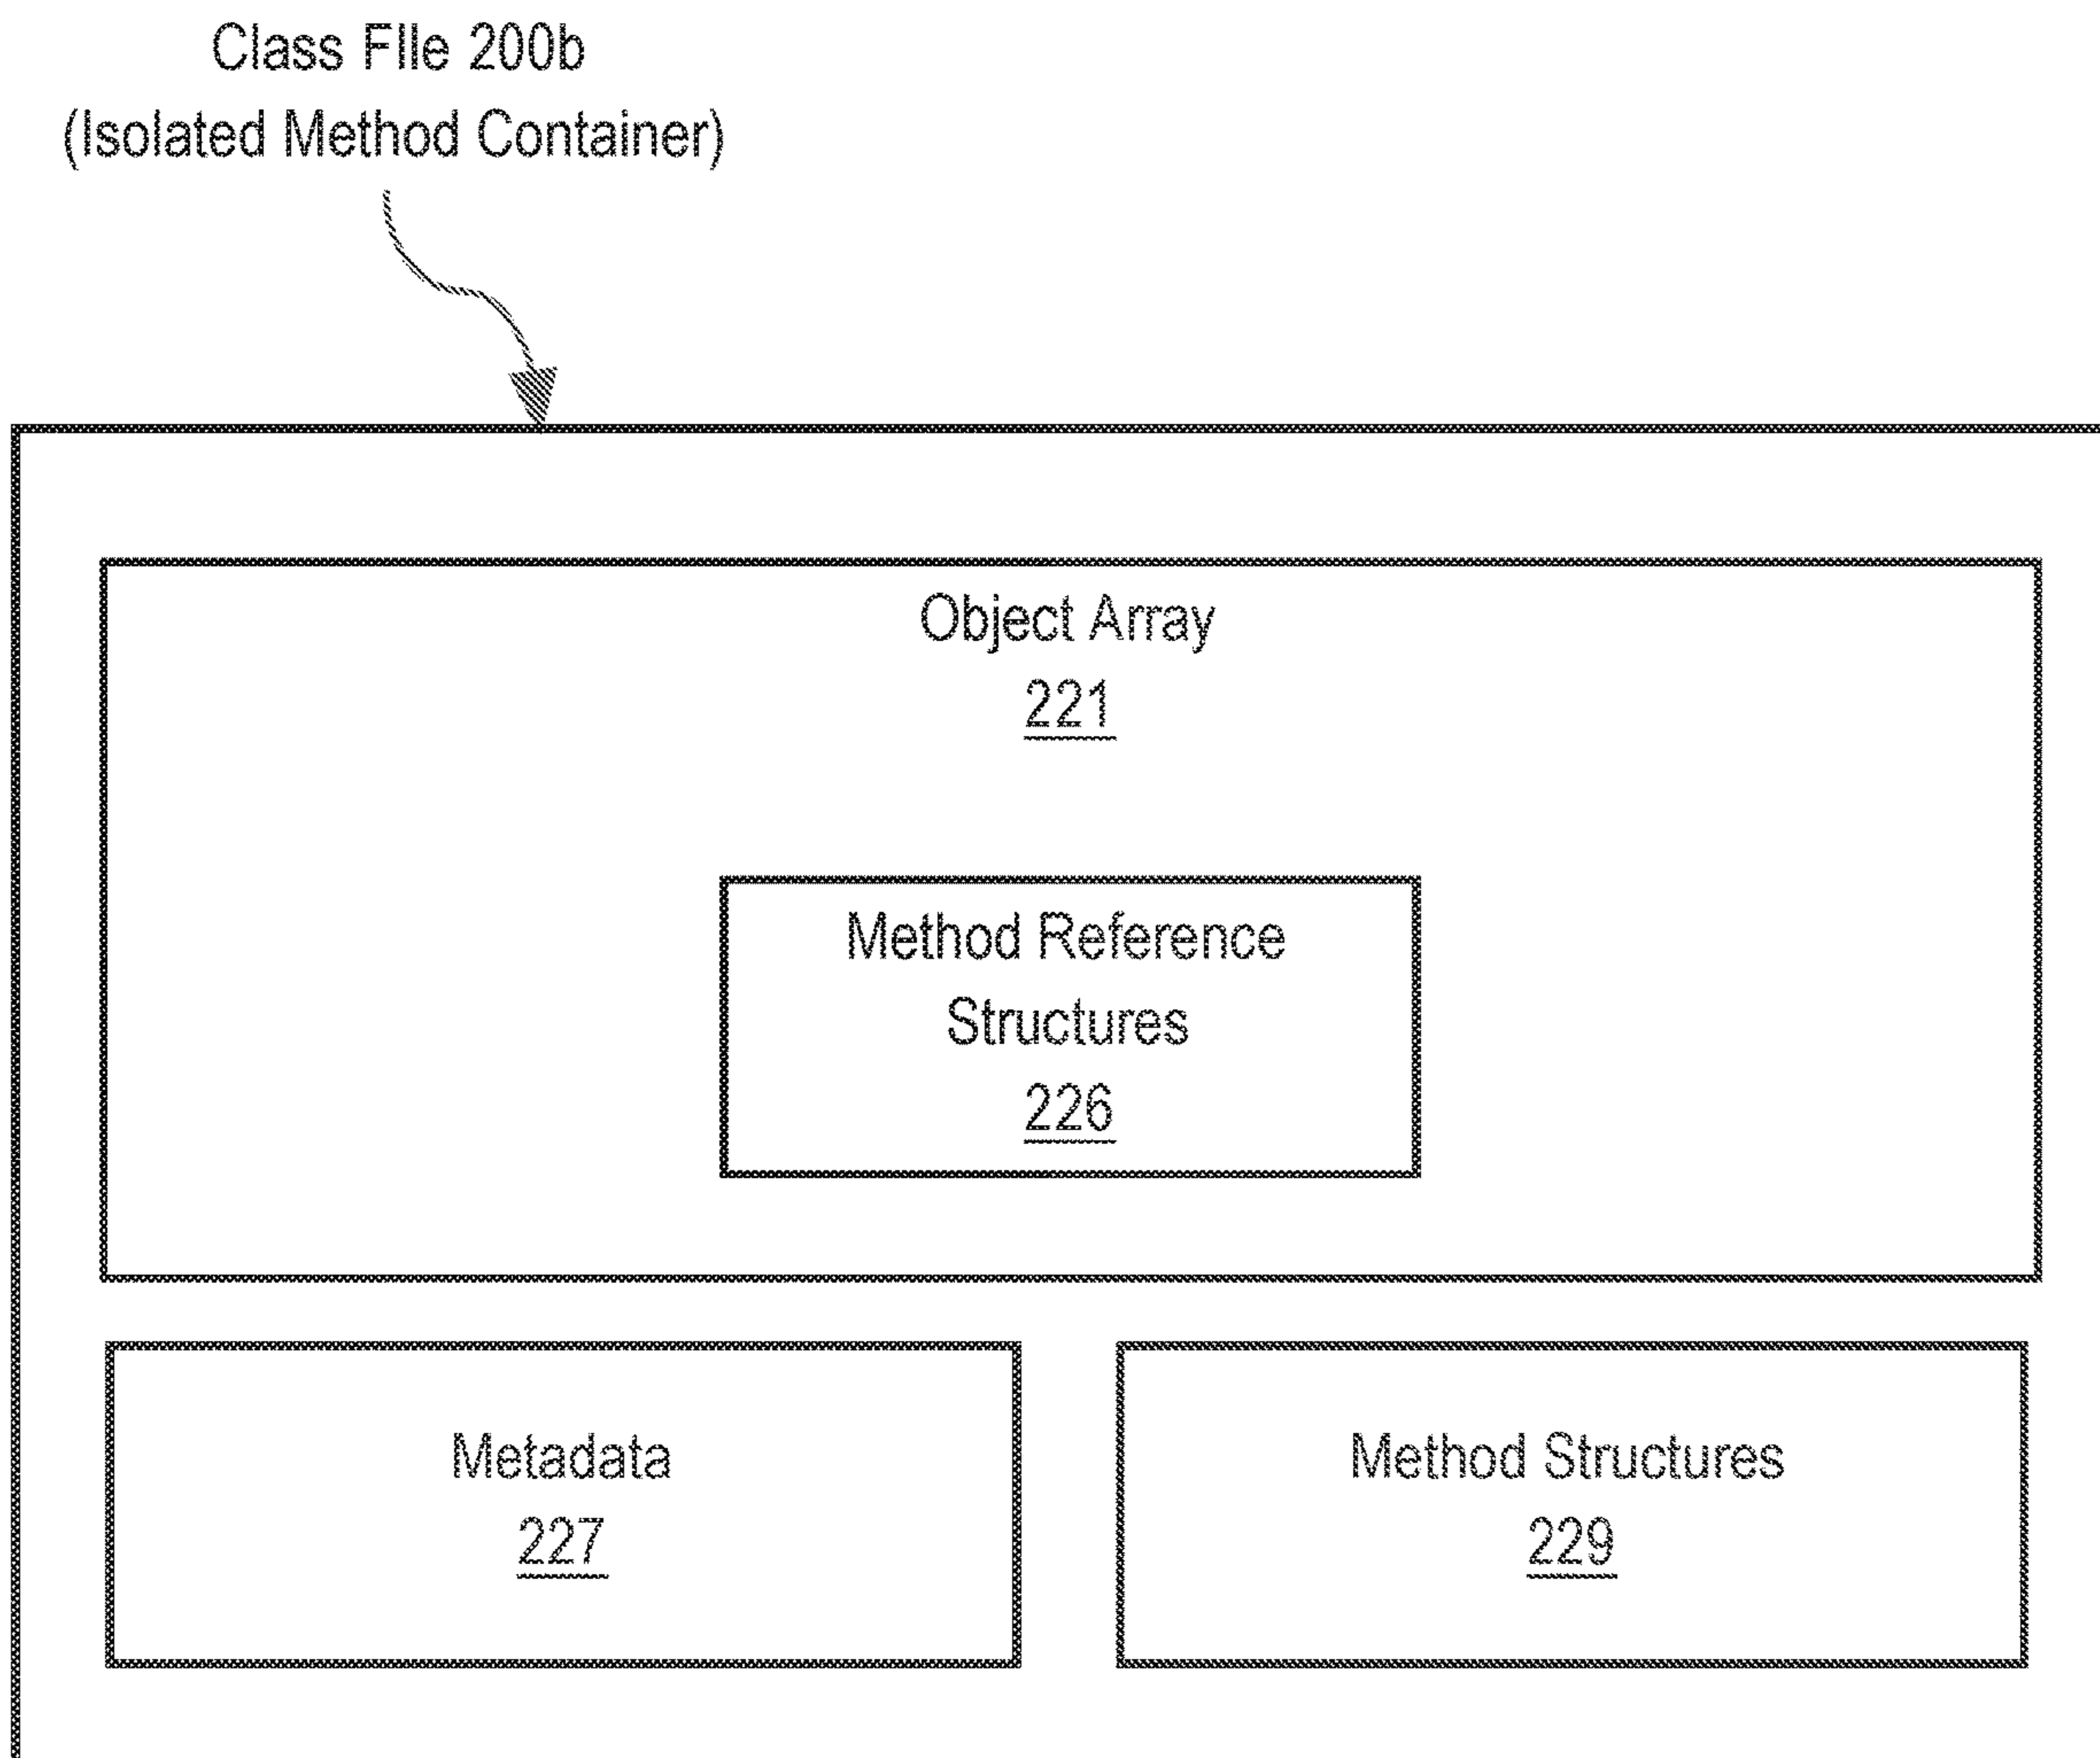 Class FIle 200b
(Isolated Method Container)
Object Array
221
Method Reference
Structures
226
Metadata
227
Method Structures
229